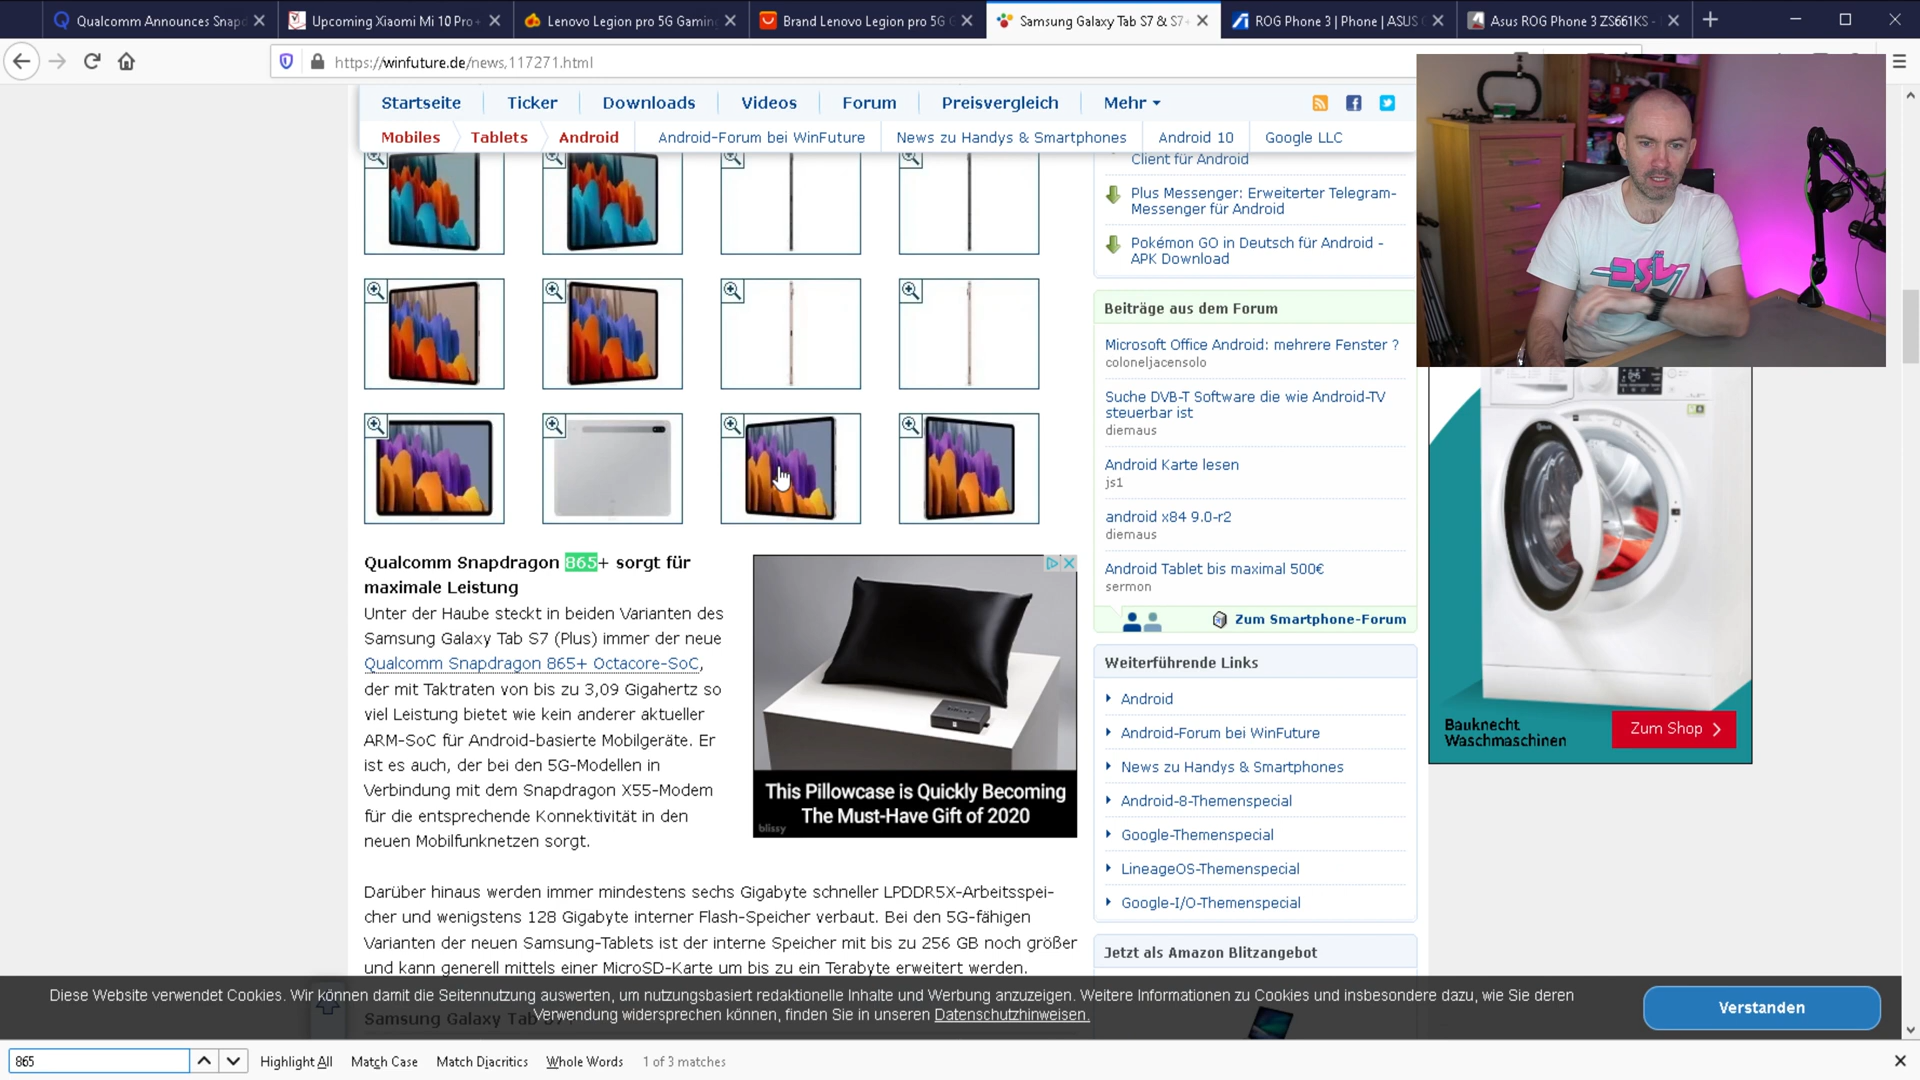 Qualcomm Announces Snapd
Upcoming Xiaomi Mi 10 Pro+
Lenovo Legion pro 5G Gaming
Brand Lenovo Legion pro 5G G
Samsung Galaxy Tab S7 & S7+
ROG Phone 3 | Phone | ASUS
Asus ROG Phone 3 ZS661KS -
https://winfuture.de/news,117271.html
Startseite
Ticker
Downloads
Videos
Forum
Preisvergleich
Mehr
Mobiles
Tablets
Android
Android-Forum bei WinFuture
News zu Handys & Smartphones
Android 10
Google LLC
Client für Android
Plus Messenger: Erweiterter Telegram-
Messenger für Android
Pokémon GO in Deutsch für Android -
APK Download
Beiträge aus dem Forum
Microsoft Office Android: mehrere Fenster ?
coloneljacensolo
Suche DVB-T Software die wie Android-TV
steuerbar ist
diemaus
Android Karte lesen
js1
android x84 9.0-r2
diemaus
Android Tablet bis maximal 500€
sermon
Zum Smartphone-Forum
Weiterführende Links
Android
Android-Forum bei WinFuture
News zu Handys & Smartphones
Android-8-Themenspecial
Google-Themenspecial
LineageOS-Themenspecial
Google-I/O-Themenspecial
Jetzt als Amazon Blitzangebot
Qualcomm Snapdragon 865+ sorgt für
maximale Leistung
Unter der Haube steckt in beiden Varianten des
Samsung Galaxy Tab S7 (Plus) immer der neue
Qualcomm Snapdragon 865+ Octacore-SoC,
der mit Taktraten von bis zu 3,09 Gigahertz so
viel Leistung bietet wie kein anderer aktueller
ARM-SoC für Android-basierte Mobilgeräte. Er
ist es auch, der bei den 5G-Modellen in
Verbindung mit dem Snapdragon X55-Modem
für die entsprechende Konnektivität in den
neuen Mobilfunknetzen sorgt.
This Pillowcase is Quickly Becoming
The Must-Have Gift of 2020
blissy
Darüber hinaus werden immer mindestens sechs Gigabyte schneller LPDDR5X-Arbeitsspei-
cher und wenigstens 128 Gigabyte interner Flash-Speicher verbaut. Bei den 5G-fähigen
Varianten der neuen Samsung-Tablets ist der interne Speicher mit bis zu 256 GB noch größer
und kann generell mittels einer MicroSD-Karte um bis zu ein Terabyte erweitert werden.
Bauknecht
Waschmaschinen
Zum Shop
Diese Website verwendet Cookies. Wir können damit die Seitennutzung auswerten, um nutzungsbasiert redaktionelle Inhalte und Werbung anzuzeigen. Weitere Informationen zu Cookies und insbesondere dazu, wie Sie deren
Verwendung widersprechen können, finden Sie in unseren Datenschutzhinweisen.
Verstanden
Samsung Galaxy Tab
865
Highlight All
Match Case
Match Diacritics
Whole Words
1 of 3 matches